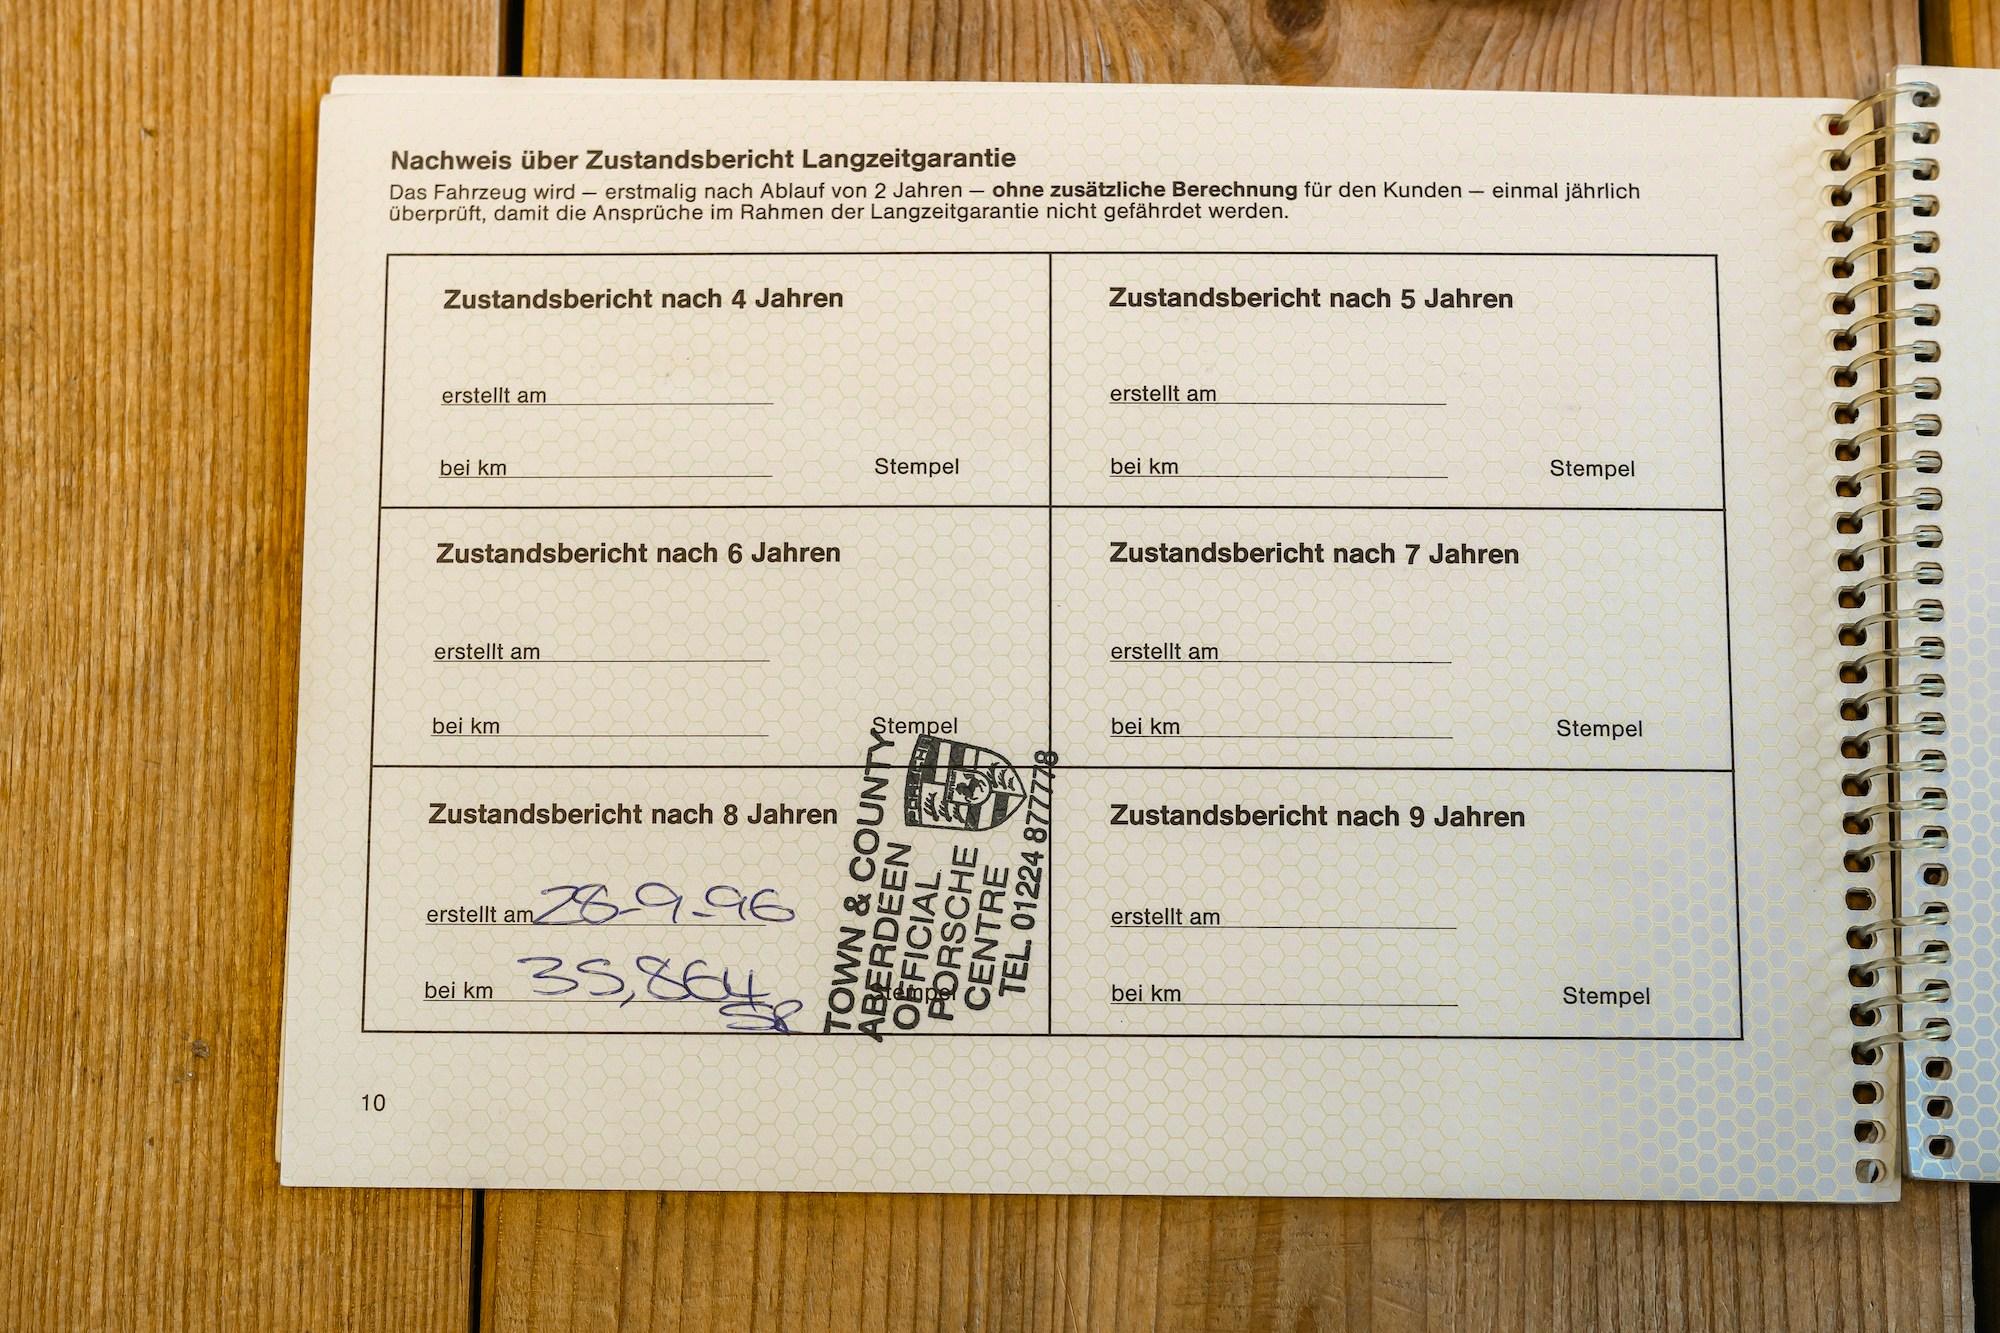 Nachweis über Zustandsbericht Langzeitgarantie
Das Fahrzeug wird – erstmalig nach Ablauf von 2 Jahren – ohne zusätzliche Berechnung für den Kunden – einmal jährlich
überprüft, damit die Ansprüche im Rahmen der Langzeitgarantie nicht gefährdet werden.
Zustandsbericht nach 4 Jahren
erstellt am
bei km
Stempel
Zustandsbericht nach 5 Jahren
erstellt am
bei km
Stempel
Zustandsbericht nach 6 Jahren
erstellt am
bei km
Stempel
Zustandsbericht nach 7 Jahren
erstellt am
bei km
Stempel
Zustandsbericht nach 8 Jahren
erstellt am 28-9-96
bei km 35,864
Stempel
PORSCHE
TOWN & COUNTY
ABERDEEN
OFFICIAL
PORSCHE
CENTRE
TEL. 01224 877778
Zustandsbericht nach 9 Jahren
erstellt am
bei km
Stempel
10